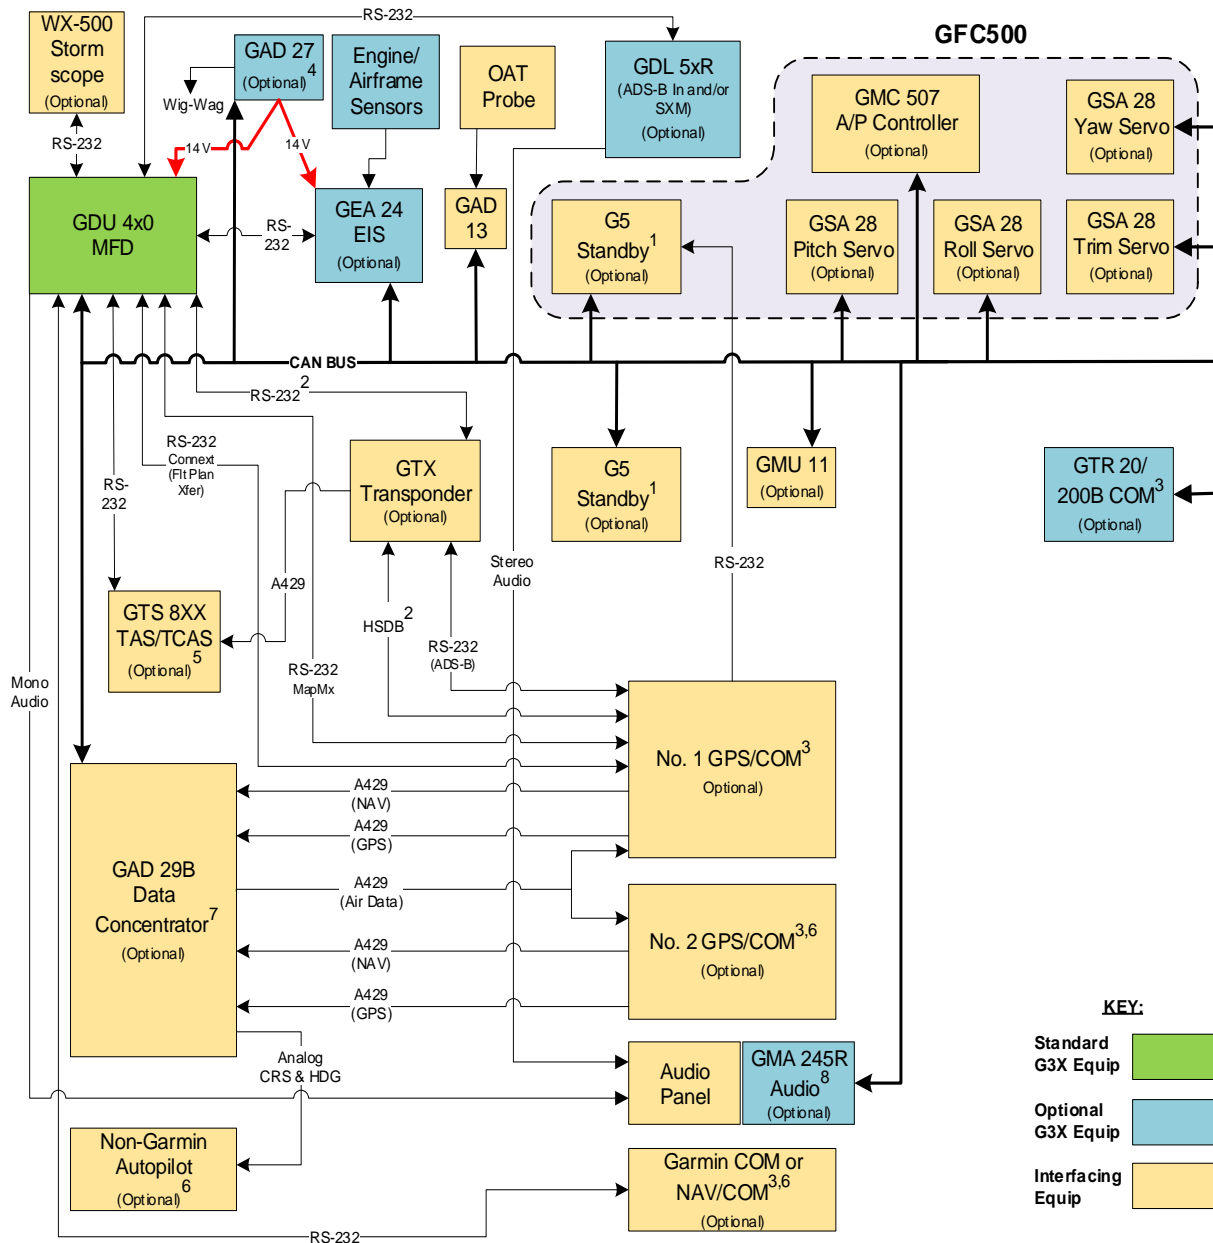 WX-500
Storm
scope
(Optional)
RS-232
GAD 27
(Optional) 4
Wig-Wag
14 V
14 V
Engine/
Airframe
Sensors
OAT
Probe
RS-232
GDL 5xR
(ADS-B In and/or
SXM)
(Optional)
GFC500
GMC 507
A/P Controller
(Optional)
GSA 28
Yaw Servo
(Optional)
GDU 4x0
MFD
RS-
232
GEA 24
EIS
(Optional)
GAD
13
G5
Standby1
(Optional)
GSA 28
Pitch Servo
(Optional)
GSA 28
Roll Servo
(Optional)
GSA 28
Trim Servo
(Optional)
CAN BUS
RS-232 2
RS-232
Connext
(Flt Plan
Xfer)
RS-
232
GTX
Transponder
(Optional)
G5
Standby1
(Optional)
GMU 11
(Optional)
GTR 20/
200B COM3
(Optional)
A429
Stereo
Audio
RS-232
GTS 8XX
TAS/TCAS
(Optional) 5
HSDB2
RS-232
(ADS-B)
RS-232
MapMx
Mono
Audio
No. 1 GPS/COM3
Optional)
A429
(NAV)
A429
(GPS)
GAD 29B
Data
Concentrator7
(Optional)
A429
(Air Data)
No. 2 GPS/COM3,6
(Optional)
A429
(NAV)
A429
(GPS)
Analog
CRS & HDG
Audio
Panel
GMA 245R
Audio8
(Optional)
Non-Garmin
Autopilot
(Optional) 6
Garmin COM or
NAV/COM3,6
(Optional)
RS-232
KEY:
Standard
G3X Equip
Optional
G3X Equip
Interfacing
Equip